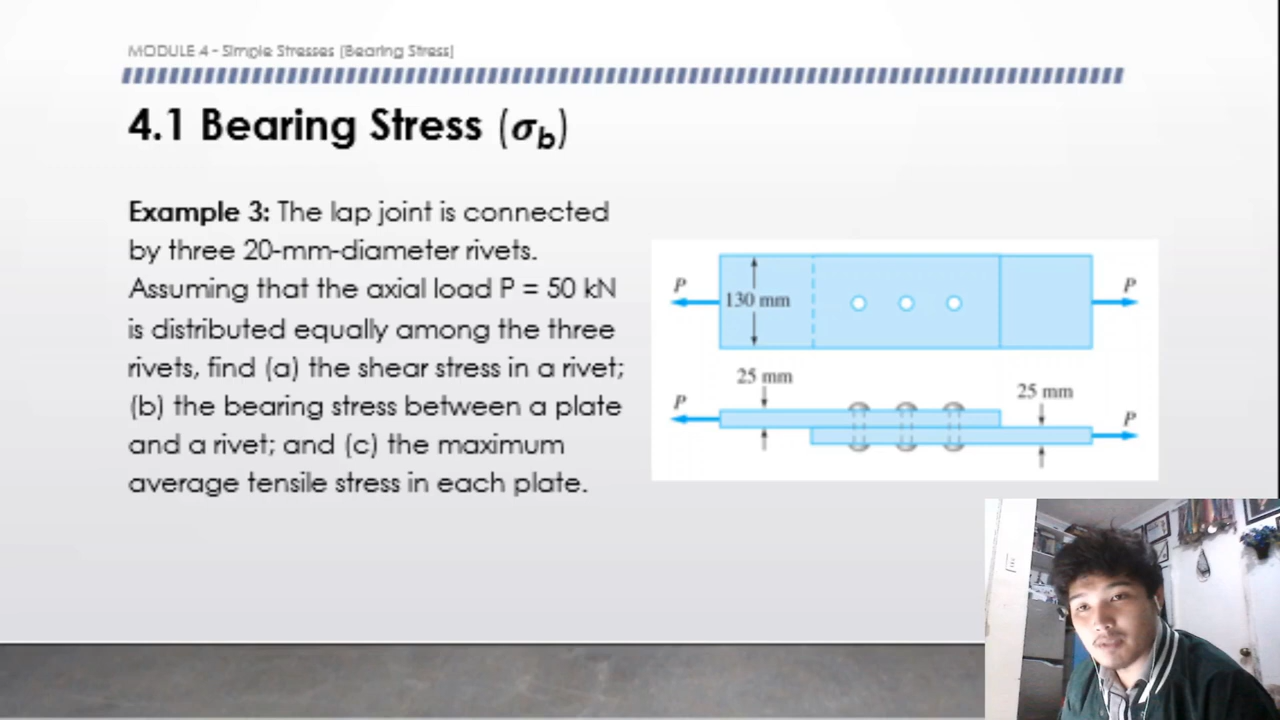 MODULE 4 - Simple Stresses (Bearing Stress)
4.1 Bearing Stress (σb)
Example 3: The lap joint is connected
by three 20-mm-diameter rivets.
Assuming that the axial load P = 50 kN
is distributed equally among the three
rivets, find (a) the shear stress in a rivet;
(b) the bearing stress between a plate
and a rivet; and (c) the maximum
average tensile stress in each plate.
P
130 mm
P
25 mm
25 mm
P
P